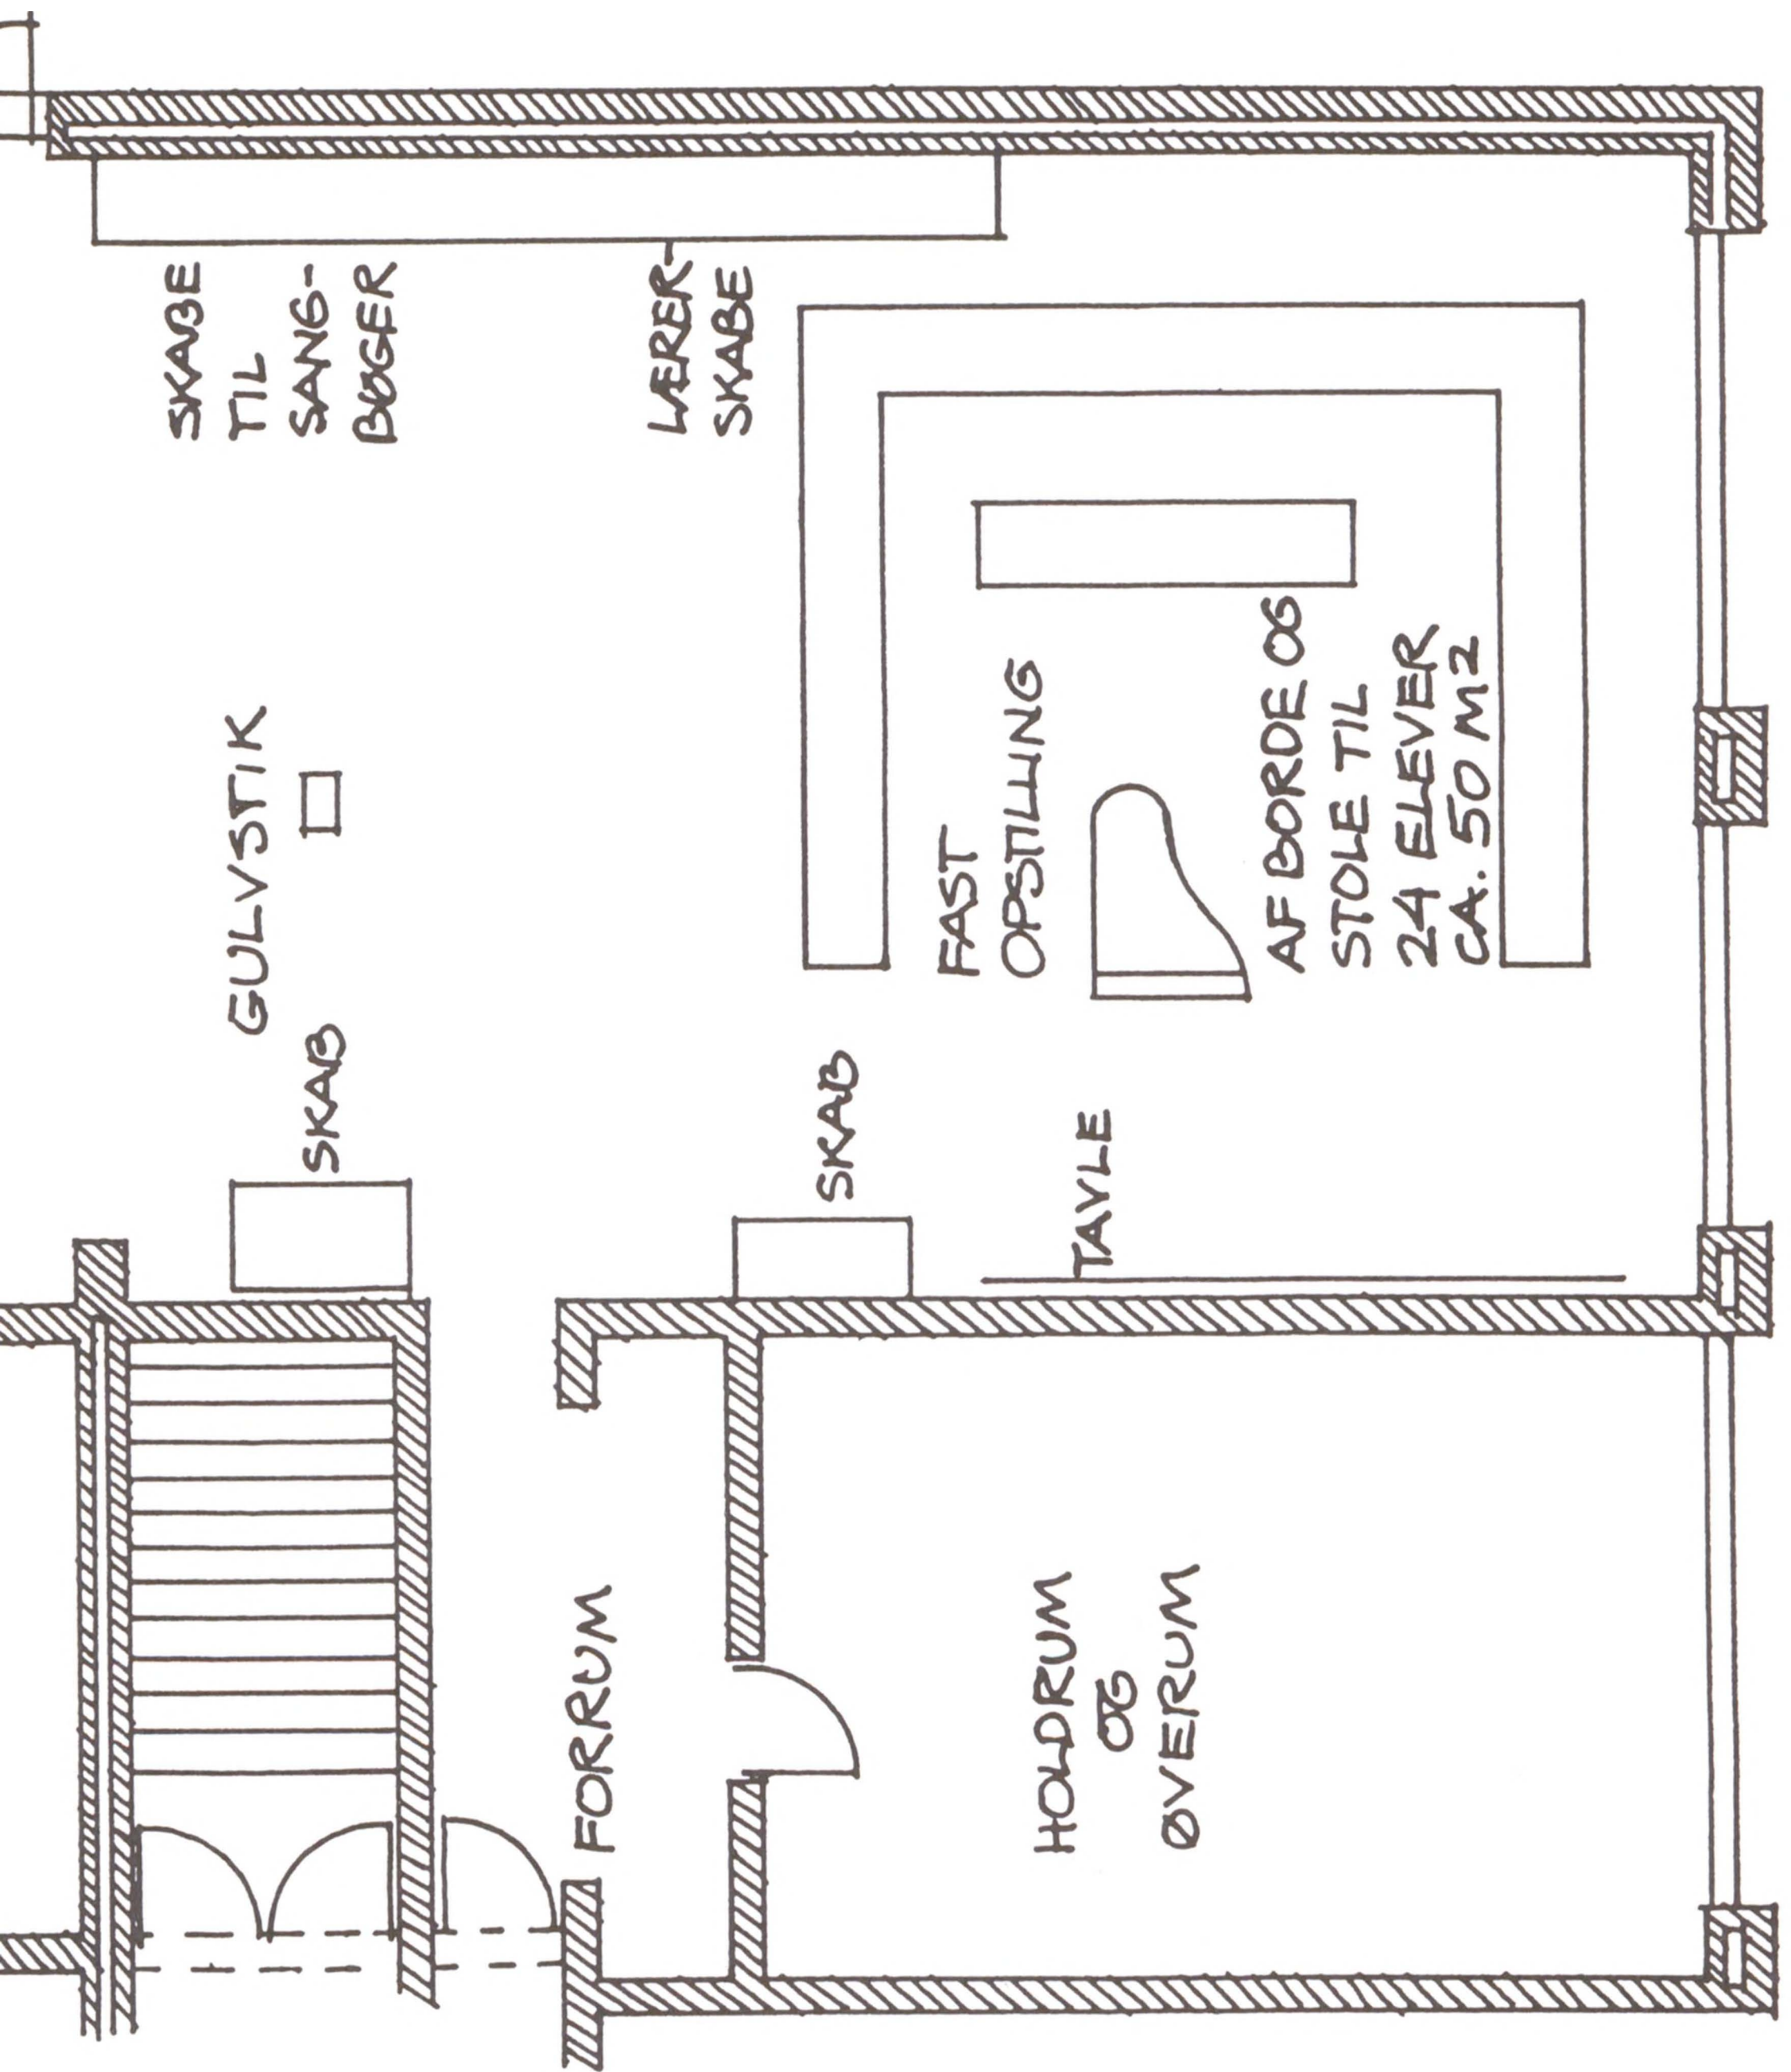 SKABE
TIL
SANG-
BØGER
LÆRER-
SKABE
GULVSTIK
SKAB
SKAB
TAVLE
FAST
OPSTILLING
AF BORDE OG
STOLE TIL
24 ELEVER
CA. 50 M2
FORRUM
HOLDRUM
OG
ØVERUM